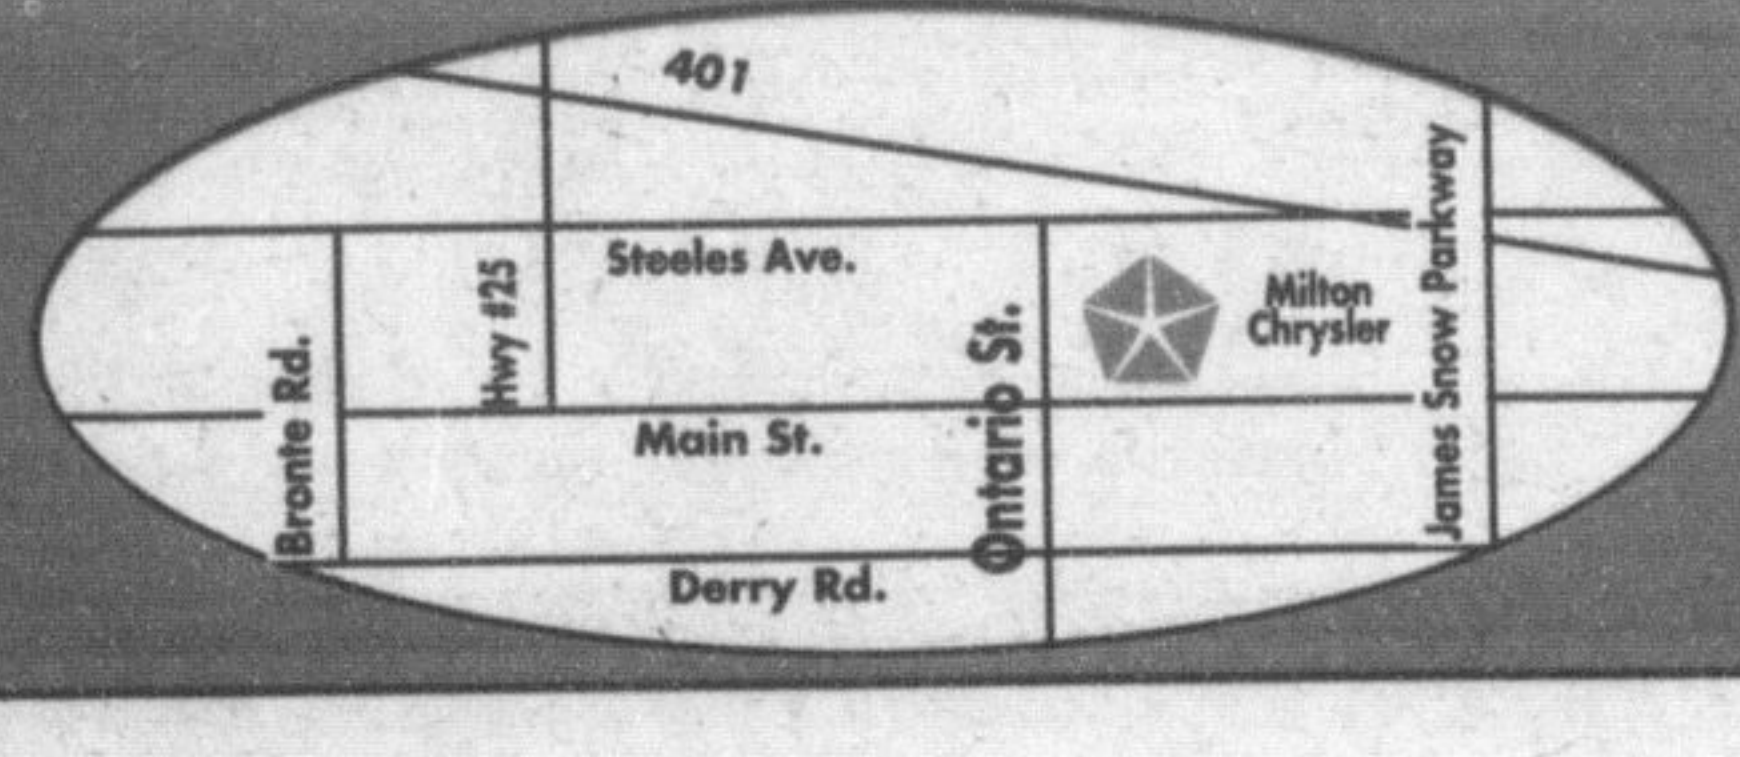 401
Steeles Ave.
Hwy #25
Milton
Chrysler
James Snow Parkway
Ontario St.
Bronte Rd.
Main St.
Derry Rd.